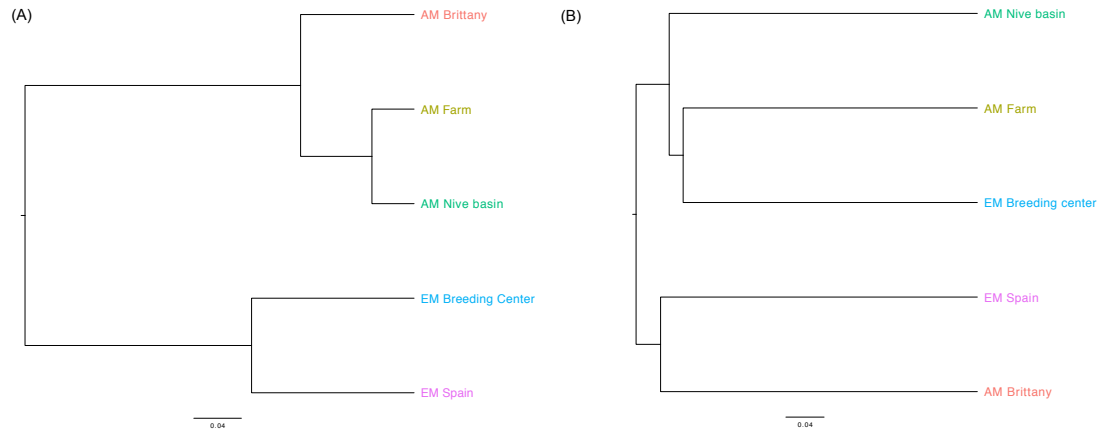 (A)
AM Brittany
AM Farm
AM Nive basin
EM Breeding Center
EM Spain
0.04
(B)
AM Nive basin
AM Farm
EM Breeding center
EM Spain
AM Brittany
0.04